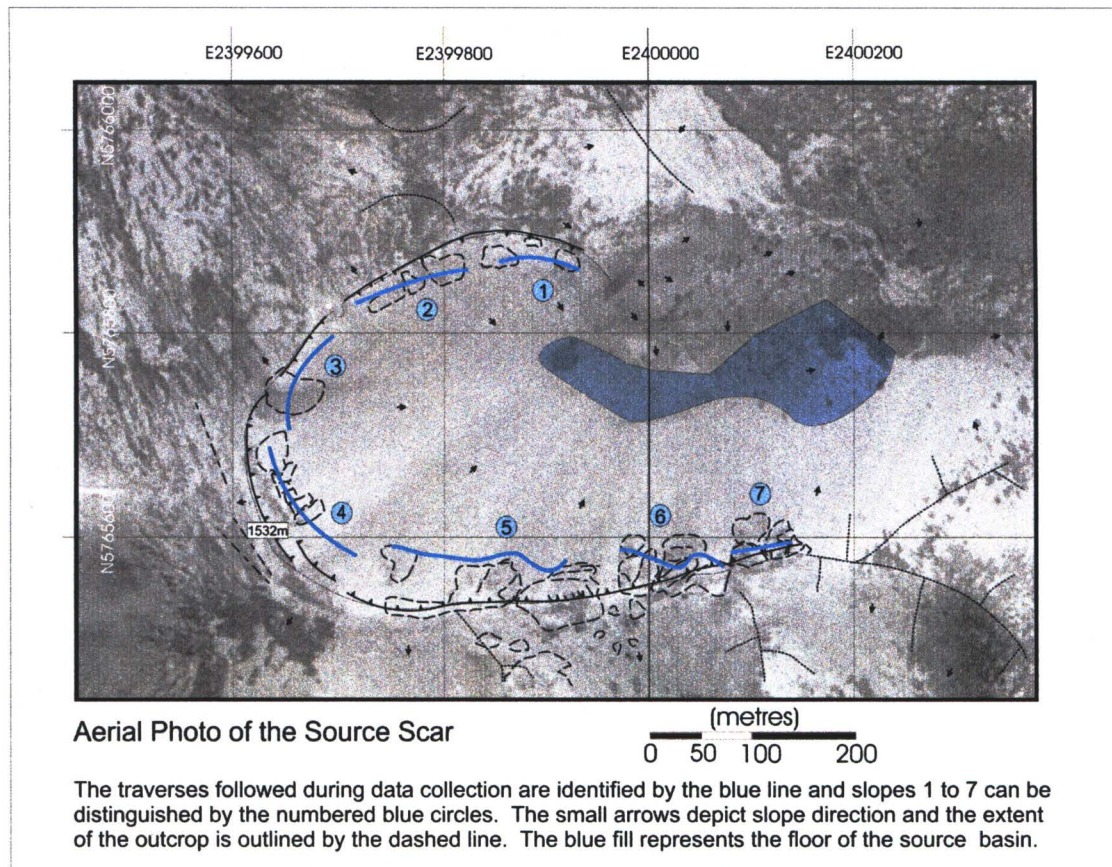 E2399600 E2399800 E2400000 E2400200
N5766000
1
2
3
4
1532m
5
6
7
Aerial Photo of the Source Scar
(metres)
0 50 100 200
The traverses followed during data collection are identified by the blue line and slopes 1 to 7 can be
distinguished by the numbered blue circles. The small arrows depict slope direction and the extent
of the outcrop is outlined by the dashed line. The blue fill represents the floor of the source basin.